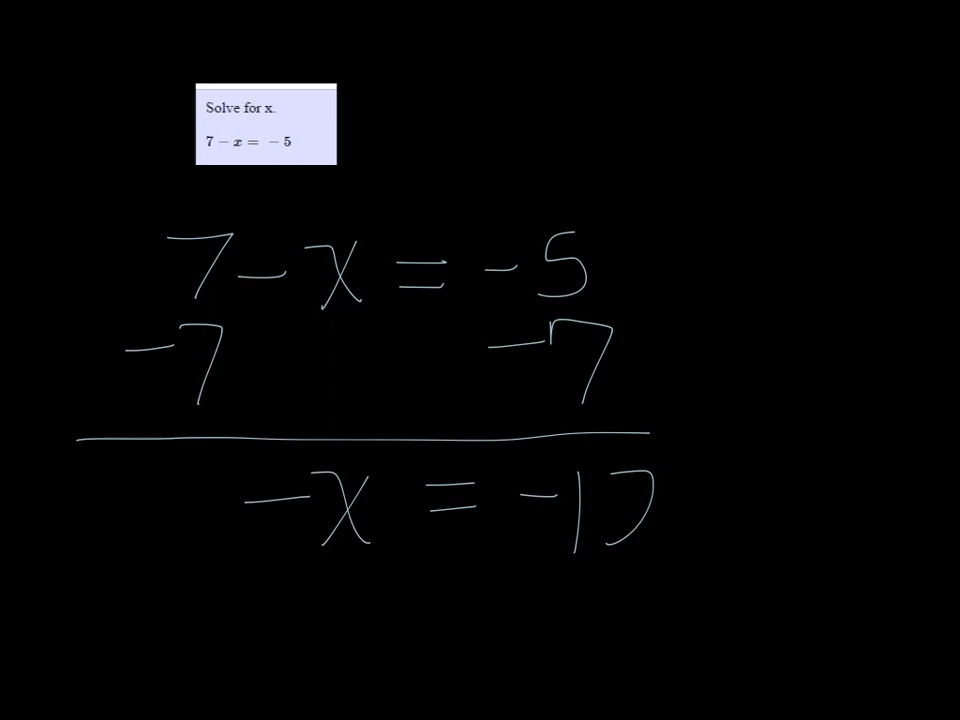 Solve for x.
7 − x = − 5
7 - x = - 5
-7 -7
-x = -12